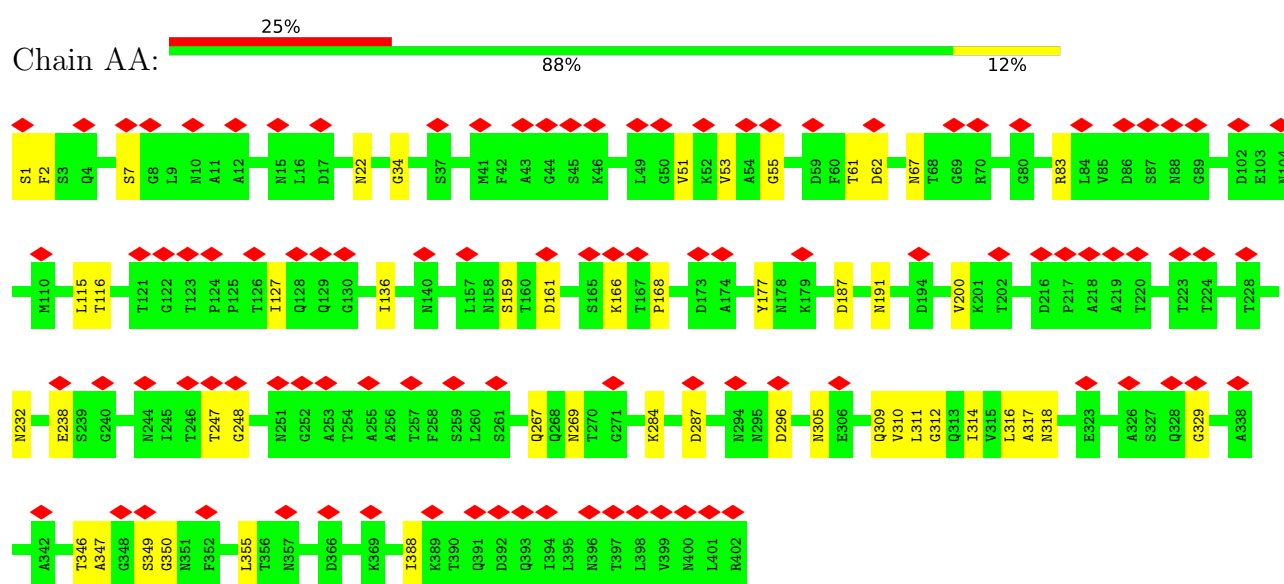 25%
Chain AA:
88% 12%
S1 F2 S3 Q4 S7 G8 L9 N10 A11 A12 N15 L16 D17 N22 G34 S37 M41 F42 A43 G44 S45 K46 L49 G50 V51 K52 V53 A54 G55 D59 F60 T61 D62 N67 T68 G69 R70 G80 R83 L84 V85 D86 S87 N88 G89 D102 E103 N104
M110 L115 T116 T121 G122 T123 P124 P125 T126 I127 Q128 Q129 G130 I136 N140 L157 N158 S159 T160 D161 S165 K166 T167 P168 D173 A174 Y177 N178 K179 D187 N191 D194 V200 K201 T202 D216 P217 A218 A219 T220 T223 T224 T228
N232 E238 S239 G240 N244 I245 T246 T247 G248 N251 G252 A253 T254 A255 A256 T257 F258 S259 L260 S261 Q267 Q268 N269 T270 G271 K284 D287 N294 N295 D296 N305 E306 Q309 V310 L311 G312 Q313 I314 V315 L316 A317 N318 E323 A326 S327 Q328 G329 A338
A342 T346 A347 G348 S349 G350 N351 F352 L355 T356 N357 D366 K369 I388 K389 T390 Q391 D392 Q393 I394 L395 N396 T397 L398 V399 N400 L401 R402